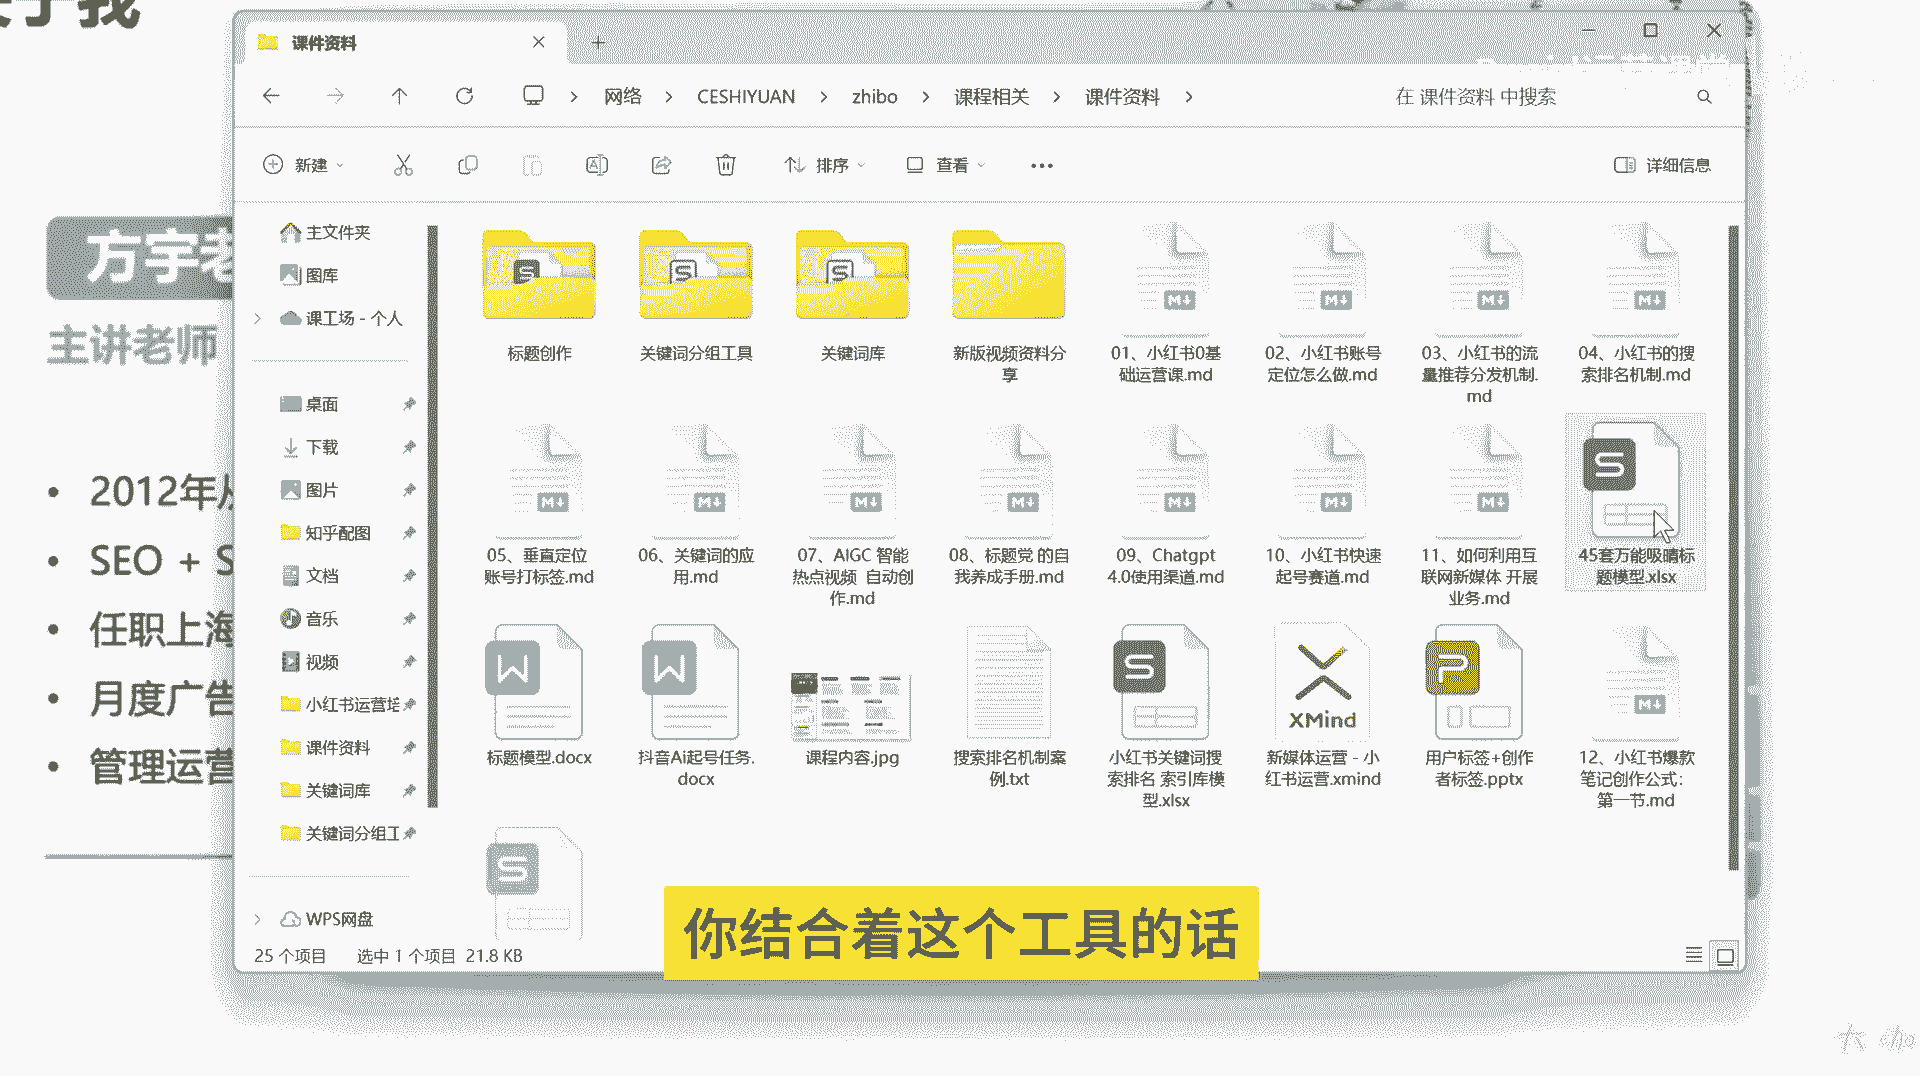 课件资料
网络 > CESHIYUAN > zhibo > 课程相关 > 课件资料 >
在 课件资料 中搜索
新建
排序
查看
详细信息
方宇老
主讲老师
2012年从
SEO + S
任职上海
月度广告
管理运营
主文件夹
图库
课工场 - 个人
桌面
下载
图片
知乎配图
文档
音乐
视频
小红书运营培
课件资料
关键词库
关键词分组工
WPS网盘
标题创作
关键词分组工具
关键词库
新版视频资料分
享
01、小红书0基
础运营课.md
02、小红书账号
定位怎么做.md
03、小红书的流
量推荐分发机制.
md
04、小红书的搜
索排名机制.md
05、垂直定位
账号打标签.md
06、关键词的应
用.md
07、AIGC 智能
热点视频 自动创
作.md
08、标题党 的自
我养成手册.md
09、Chatgpt
4.0使用渠道.md
10、小红书快速
起号赛道.md
11、如何利用互
联网新媒体 开展
业务.md
45套万能吸睛标
题模型.xlsx
标题模型.docx
抖音Ai起号任务.
docx
课程内容.jpg
搜索排名机制案
例.txt
小红书关键词搜
索排名 索引库模
型.xlsx
XMind
新媒体运营 - 小
红书运营.xmind
用户标签+创作
者标签.pptx
12、小红书爆款
笔记创作公式：
第一节.md
25 个项目
选中 1 个项目 21.8 KB
你结合着这个工具的话
大咖